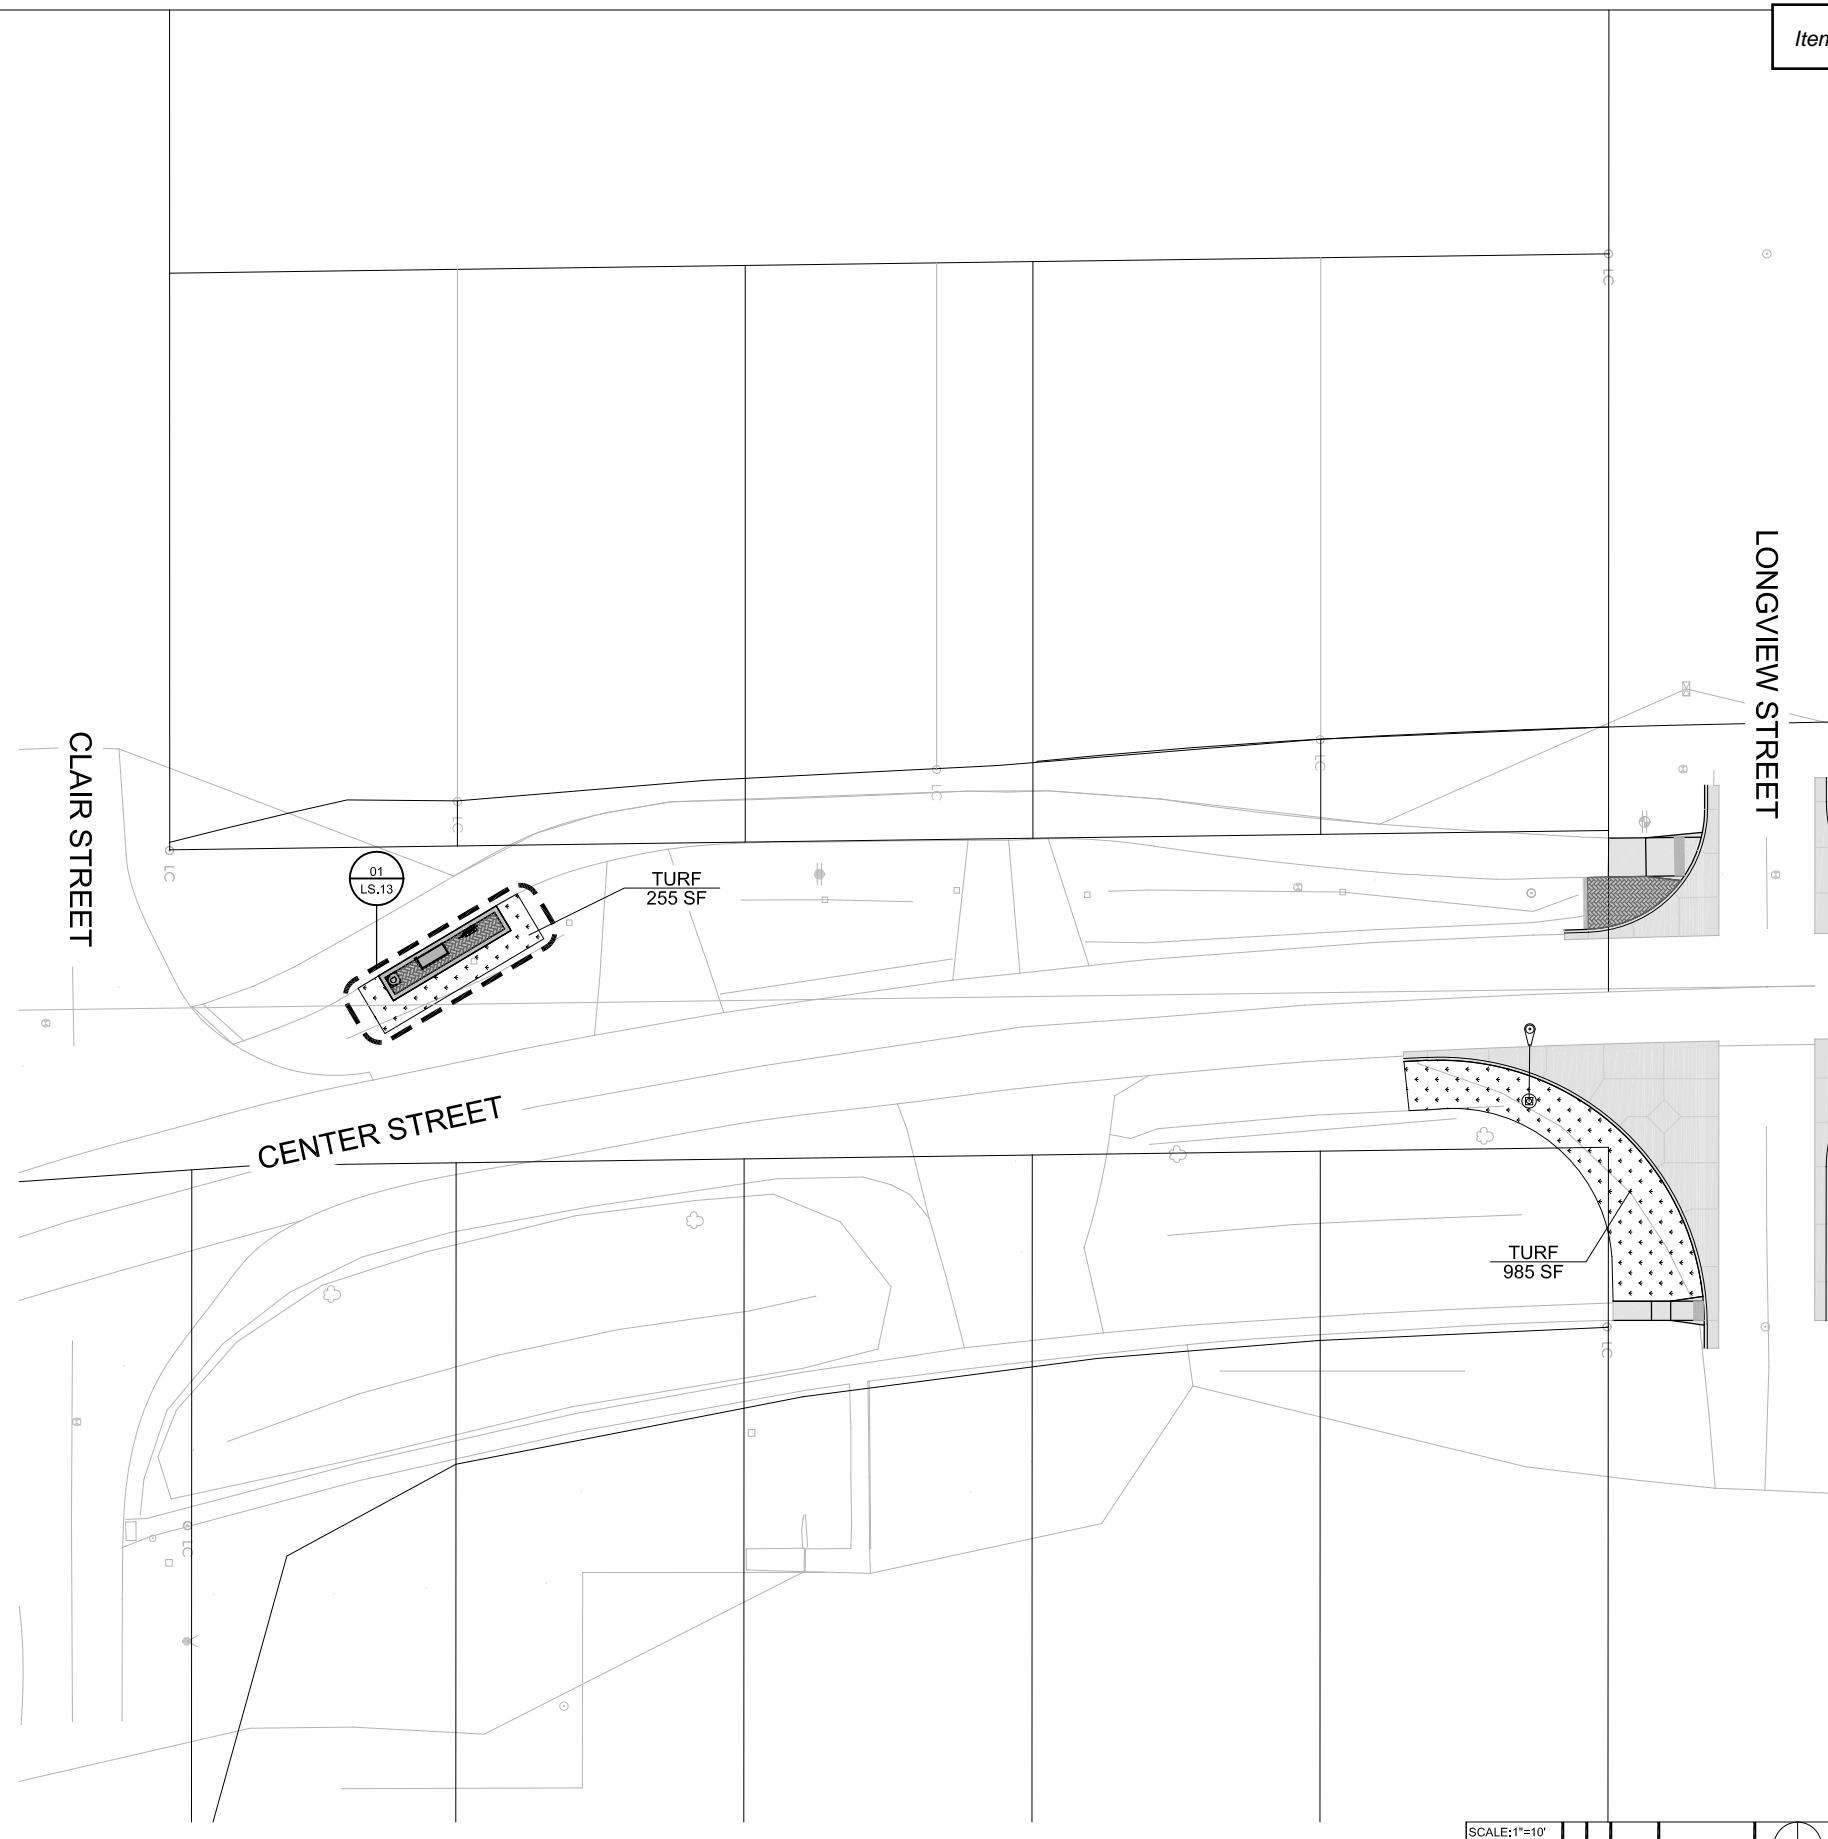 Item
LC
LONGVIEW STREET
CLAIR STREET
LC
LC
LC
LC
01
LS.13
TURF
255 SF
CENTER STREET
TURF
985 SF
LC
LC
SCALE:1"=10'